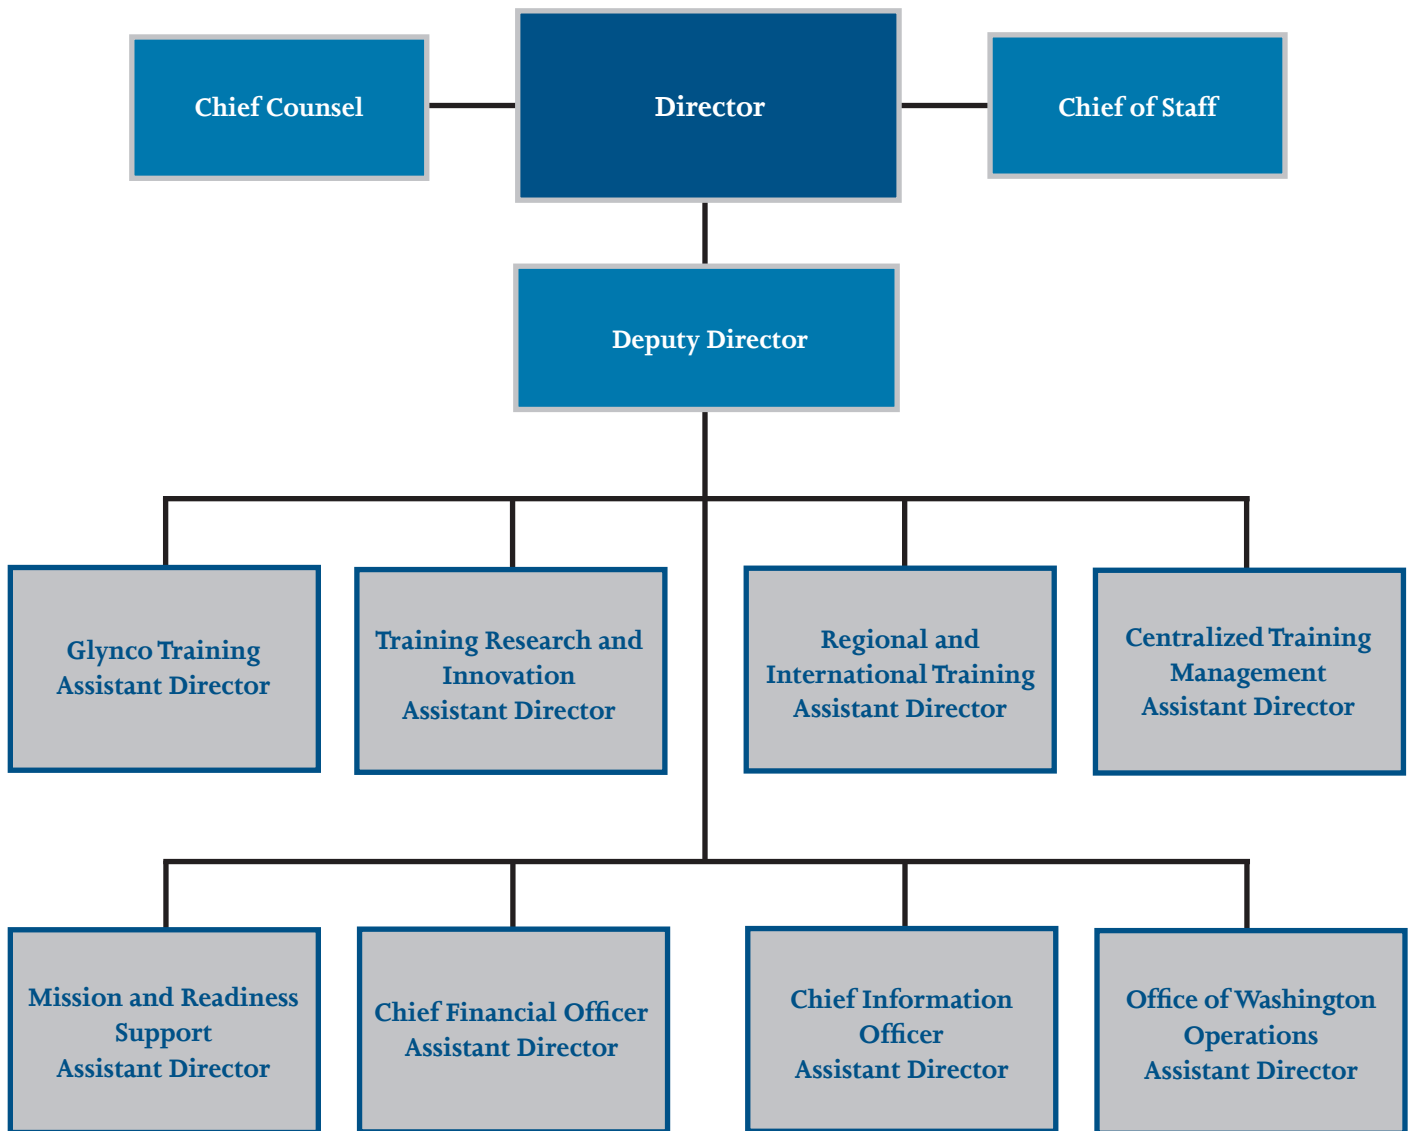 Chief Counsel
Director
Chief of Staff
Deputy Director
Glynco Training
Assistant Director
Training Research and
Innovation
Assistant Director
Regional and
International Training
Assistant Director
Centralized Training
Management
Assistant Director
Mission and Readiness
Support
Assistant Director
Chief Financial Officer
Assistant Director
Chief Information
Officer
Assistant Director
Office of Washington
Operations
Assistant Director